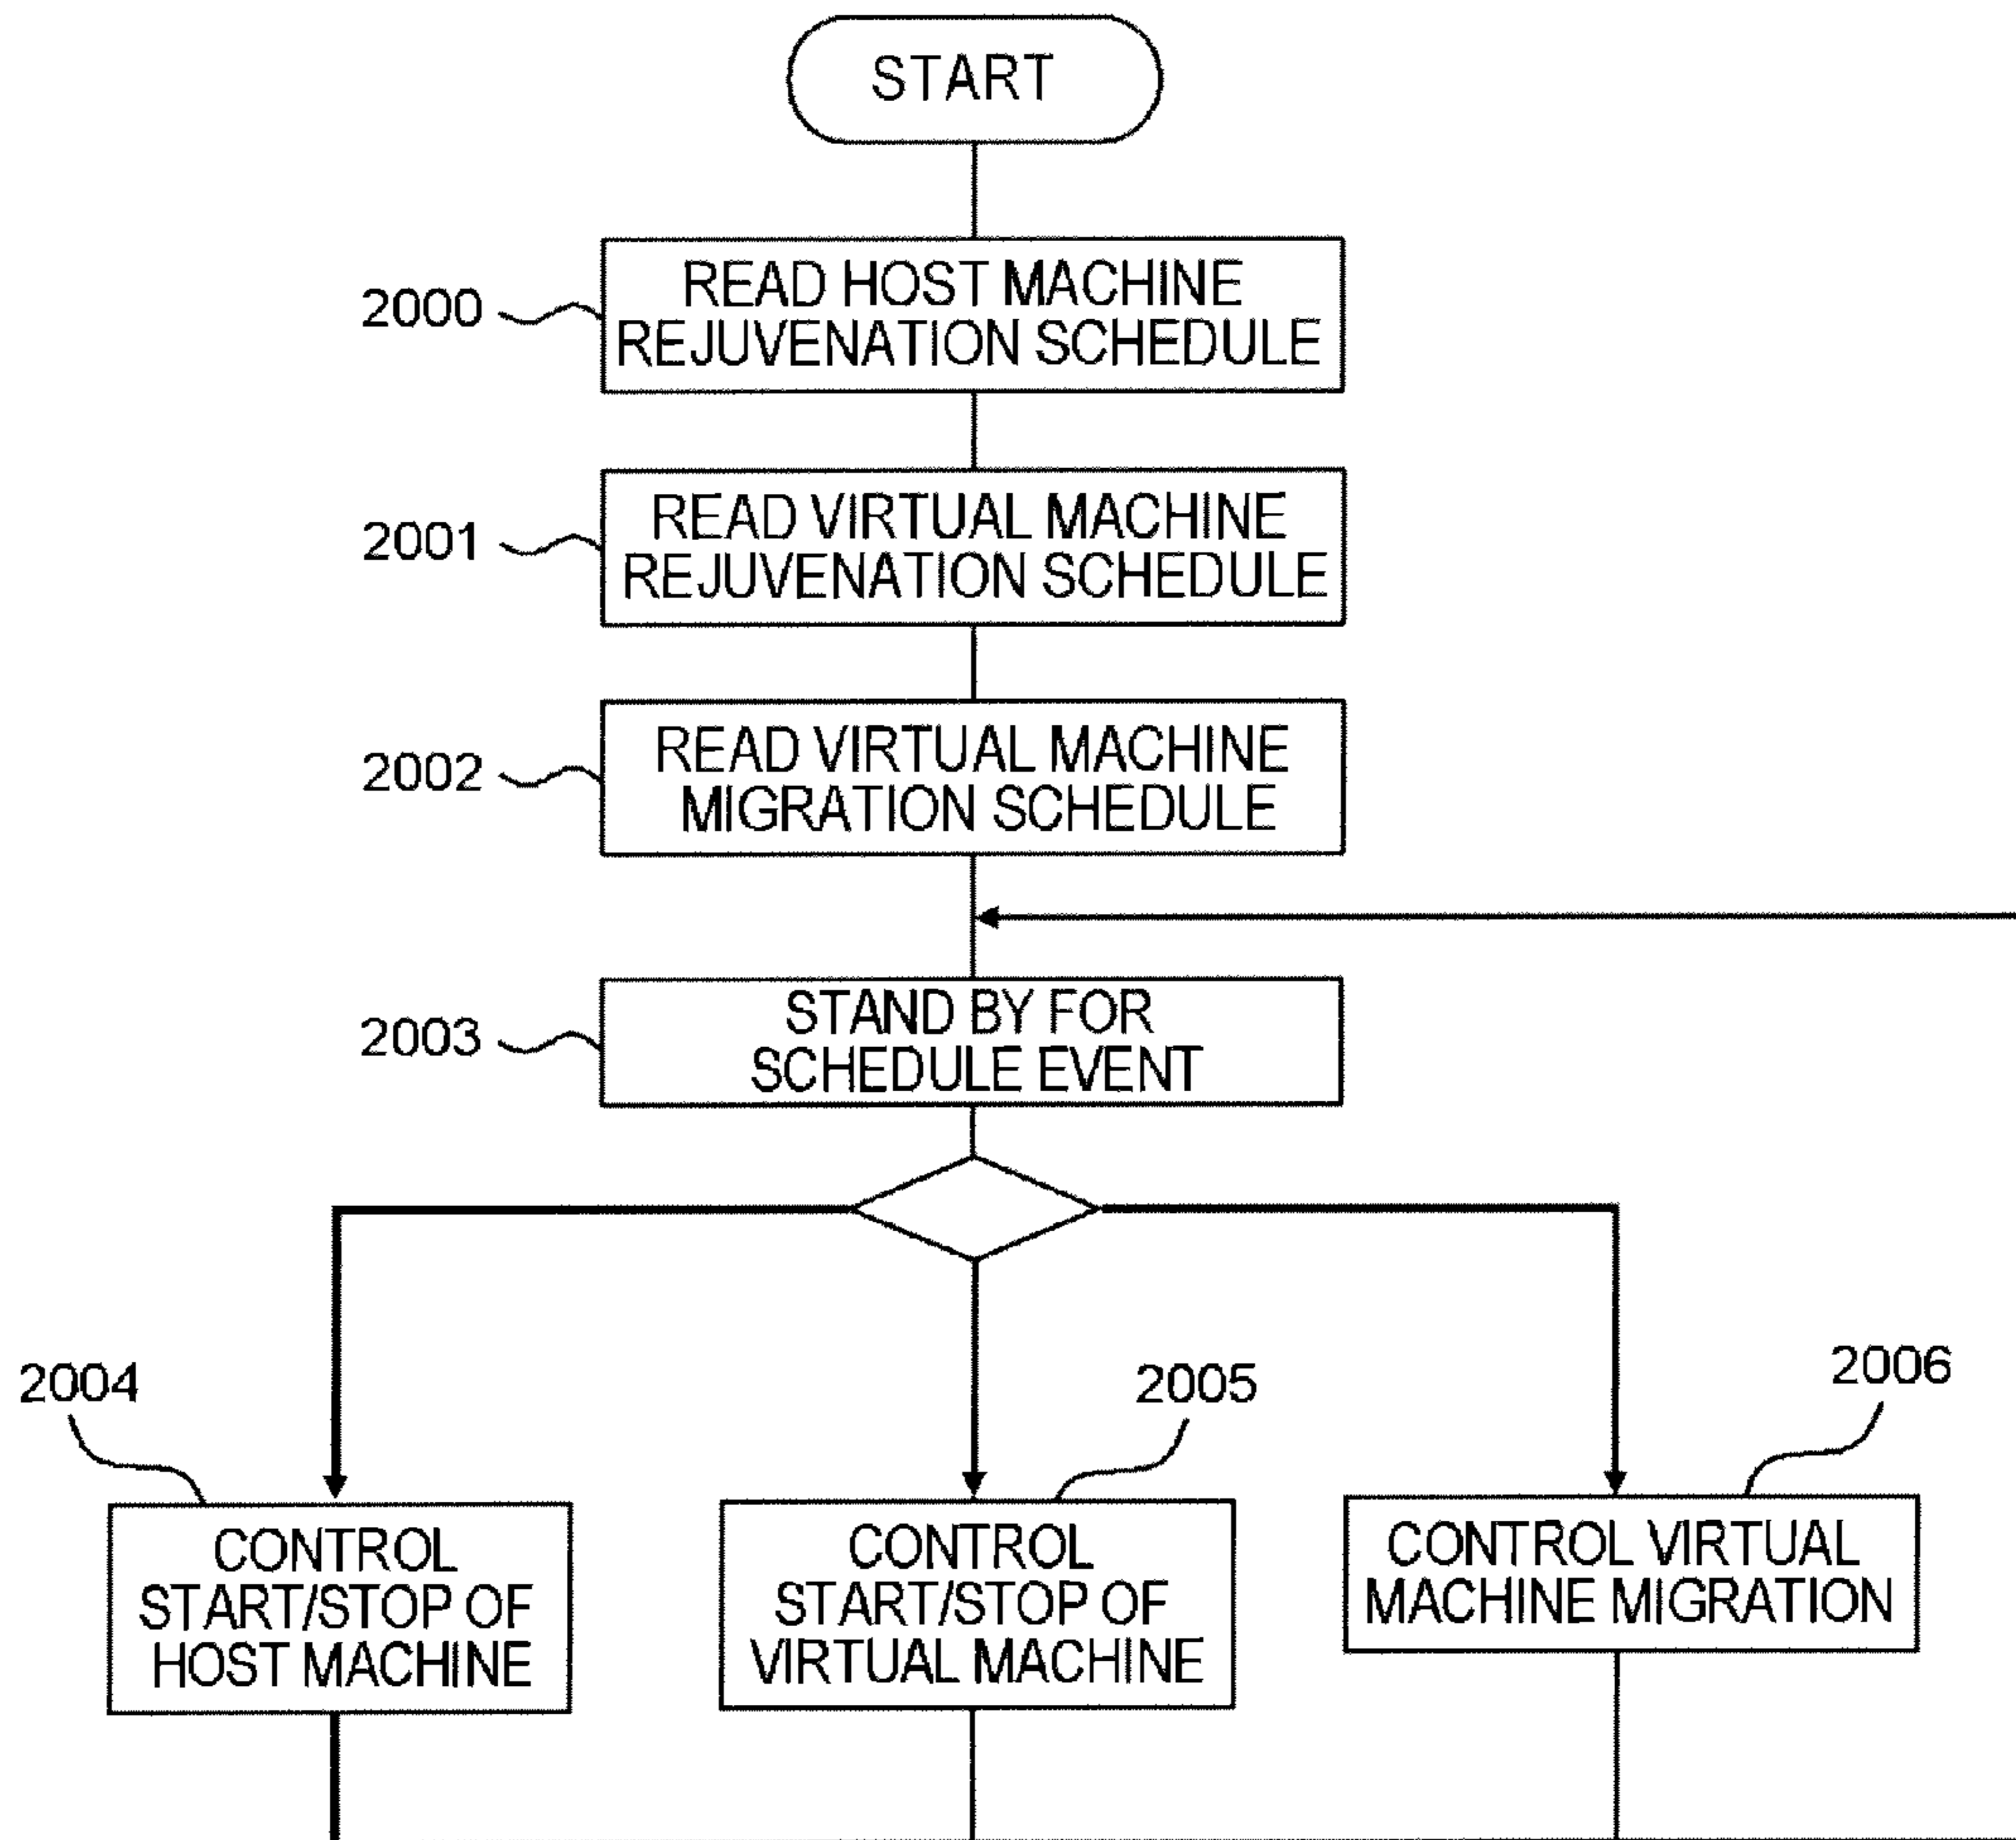 START
2000
READ HOST MACHINE
REJUVENATION SCHEDULE
2001
READ VIRTUAL MACHINE
REJUVENATION SCHEDULE
2002
READ VIRTUAL MACHINE
MIGRATION SCHEDULE
2003
STAND BY FOR
SCHEDULE EVENT
2004
CONTROL
START/STOP OF
HOST MACHINE
2005
CONTROL
START/STOP OF
VIRTUAL MACHINE
2006
CONTROL VIRTUAL
MACHINE MIGRATION